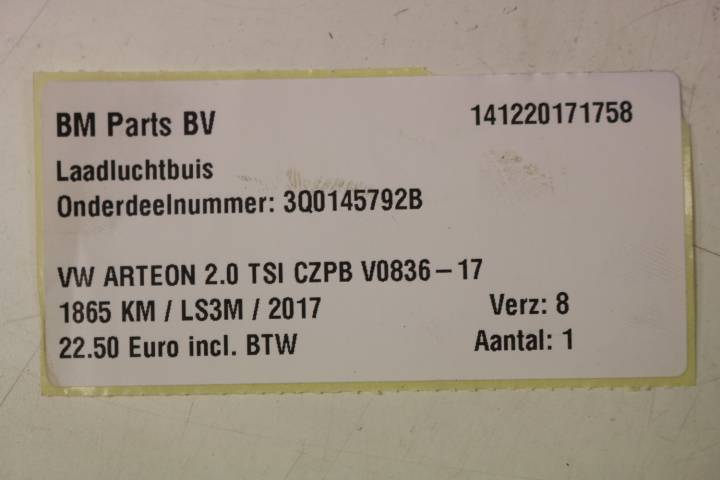 BM Parts BV 141220171758
Laadluchtbuis
Onderdeelnummer: 3Q0145792B
VW ARTEON 2.0 TSI CZPB V0836-17
1865 KM / LS3M / 2017 Verz: 8
22.50 Euro incl. BTW Aantal: 1